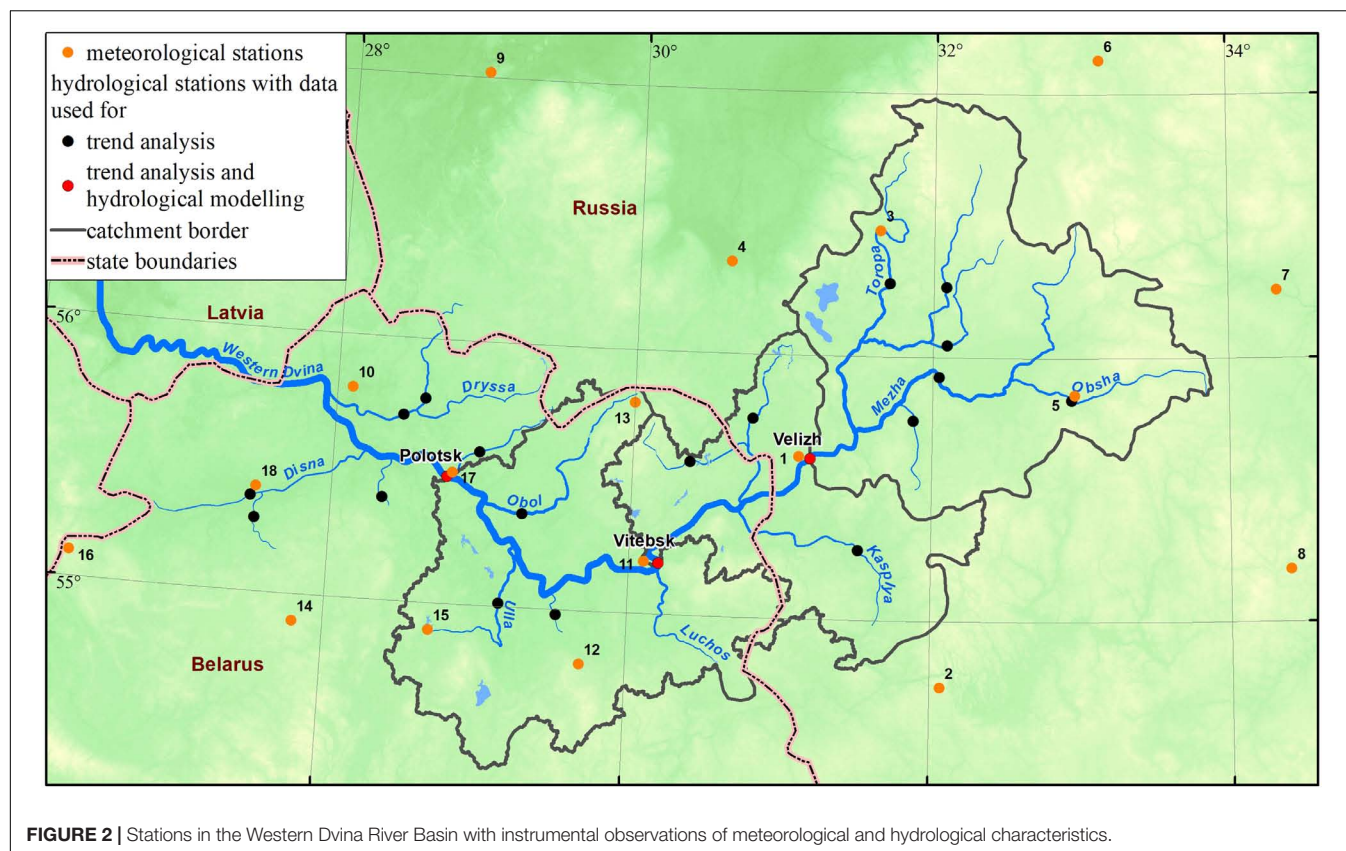 meteorological stations
hydrological stations with data
used for
trend analysis
trend analysis and
hydrological modelling
catchment border
state boundaries
28°
30°
32°
34°
56°
55°
9
6
Russia
3
4
Toropa
7
Latvia
Western Dvina
10
Dryssa
13
Mezha
Obsha
5
Velizh
1
Polotsk
17
18
Disna
Obol
Vitebsk
11
Kasplya
16
8
14
15
Ulla
12
Luchos
2
Belarus
FIGURE 2 | Stations in the Western Dvina River Basin with instrumental observations of meteorological and hydrological characteristics.